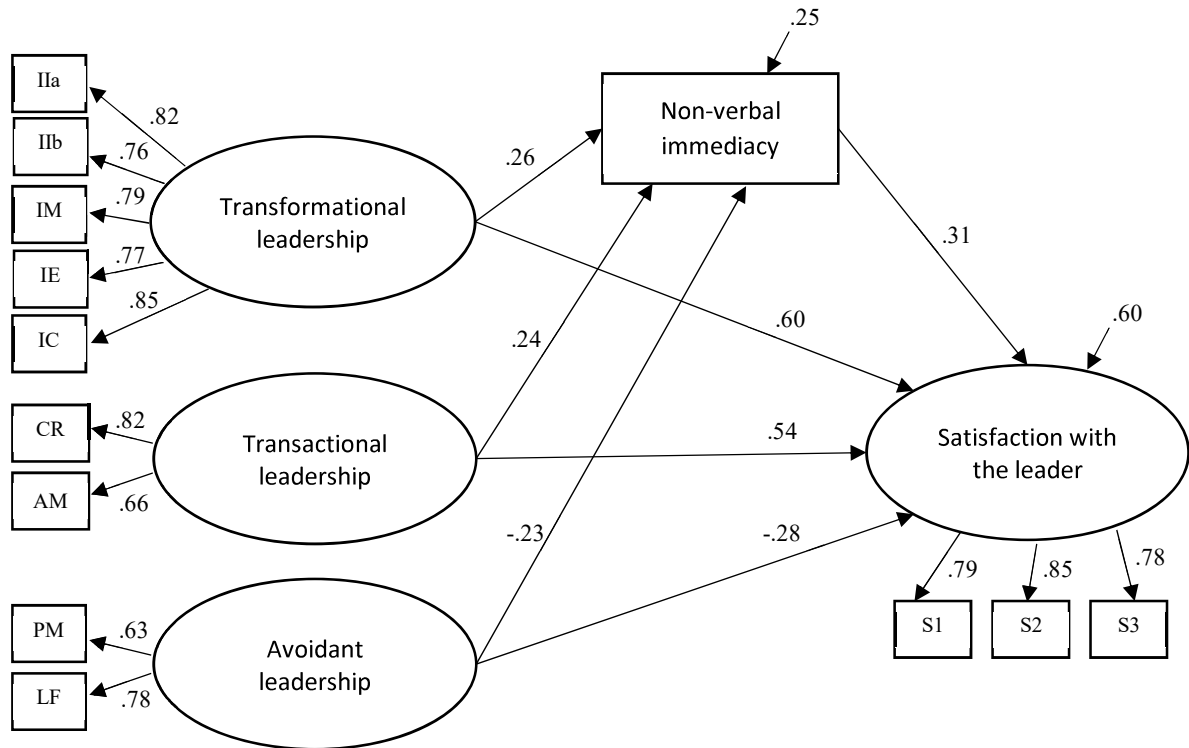 .25
IIa
.82
Non-verbal
immediacy
IIb
.76
.26
IM
.79
Transformational
leadership
.31
IE
.77
IC
.85
.60
.60
.24
CR
.82
Transactional
leadership
.54
Satisfaction with
the leader
AM
.66
-.23
-.28
.79
.85
.78
PM
.63
Avoidant
leadership
S1
S2
S3
LF
.78